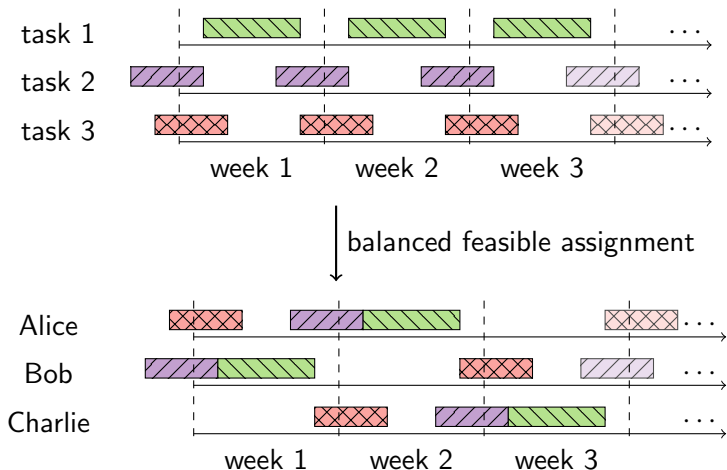 task 1
...
task 2
...
task 3
...
week 1 week 2 week 3
balanced feasible assignment
Alice
...
Bob
...
Charlie
...
week 1 week 2 week 3